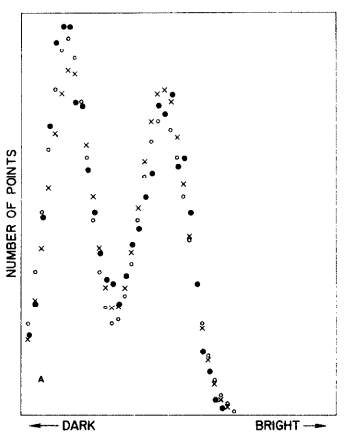 NUMBER OF POINTS
A
← DARK
BRIGHT →